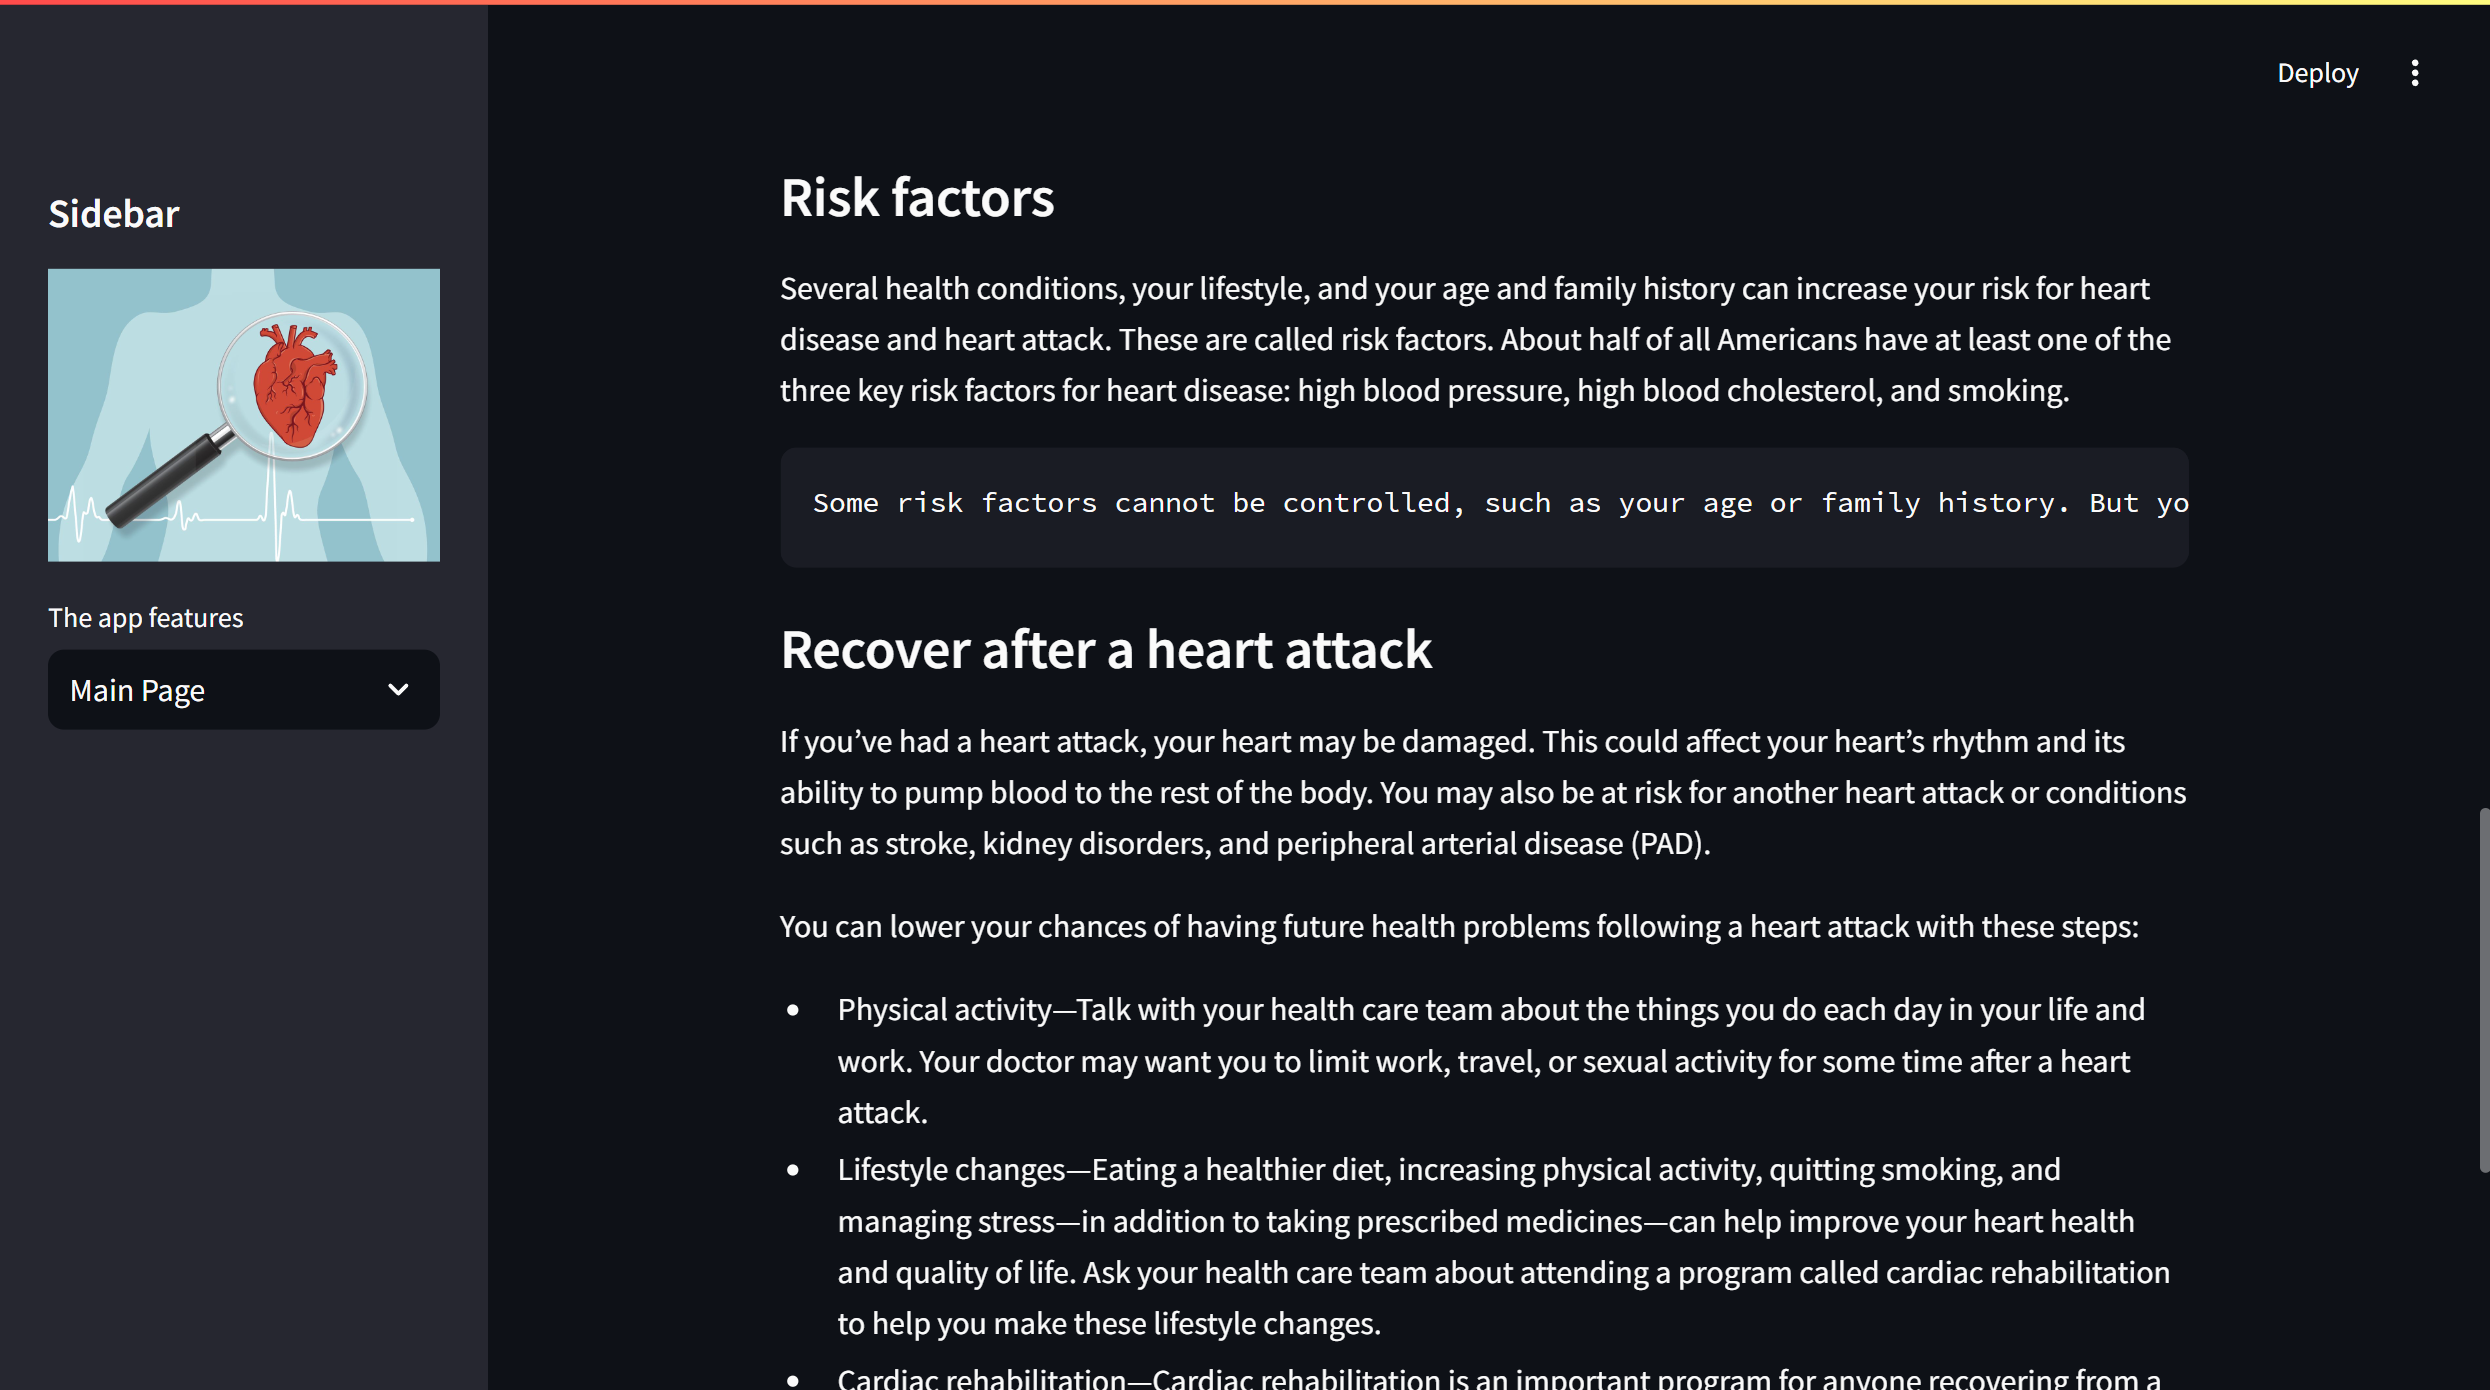 Deploy
Sidebar
The app features
Main Page
Risk factors
Several health conditions, your lifestyle, and your age and family history can increase your risk for heart
disease and heart attack. These are called risk factors. About half of all Americans have at least one of the
three key risk factors for heart disease: high blood pressure, high blood cholesterol, and smoking.
Some risk factors cannot be controlled, such as your age or family history. But yo
Recover after a heart attack
If you’ve had a heart attack, your heart may be damaged. This could affect your heart’s rhythm and its
ability to pump blood to the rest of the body. You may also be at risk for another heart attack or conditions
such as stroke, kidney disorders, and peripheral arterial disease (PAD).
You can lower your chances of having future health problems following a heart attack with these steps:
• Physical activity—Talk with your health care team about the things you do each day in your life and
work. Your doctor may want you to limit work, travel, or sexual activity for some time after a heart
attack.
• Lifestyle changes—Eating a healthier diet, increasing physical activity, quitting smoking, and
managing stress—in addition to taking prescribed medicines—can help improve your heart health
and quality of life. Ask your health care team about attending a program called cardiac rehabilitation
to help you make these lifestyle changes.
• Cardiac rehabilitation—Cardiac rehabilitation is an important program for anyone recovering from a